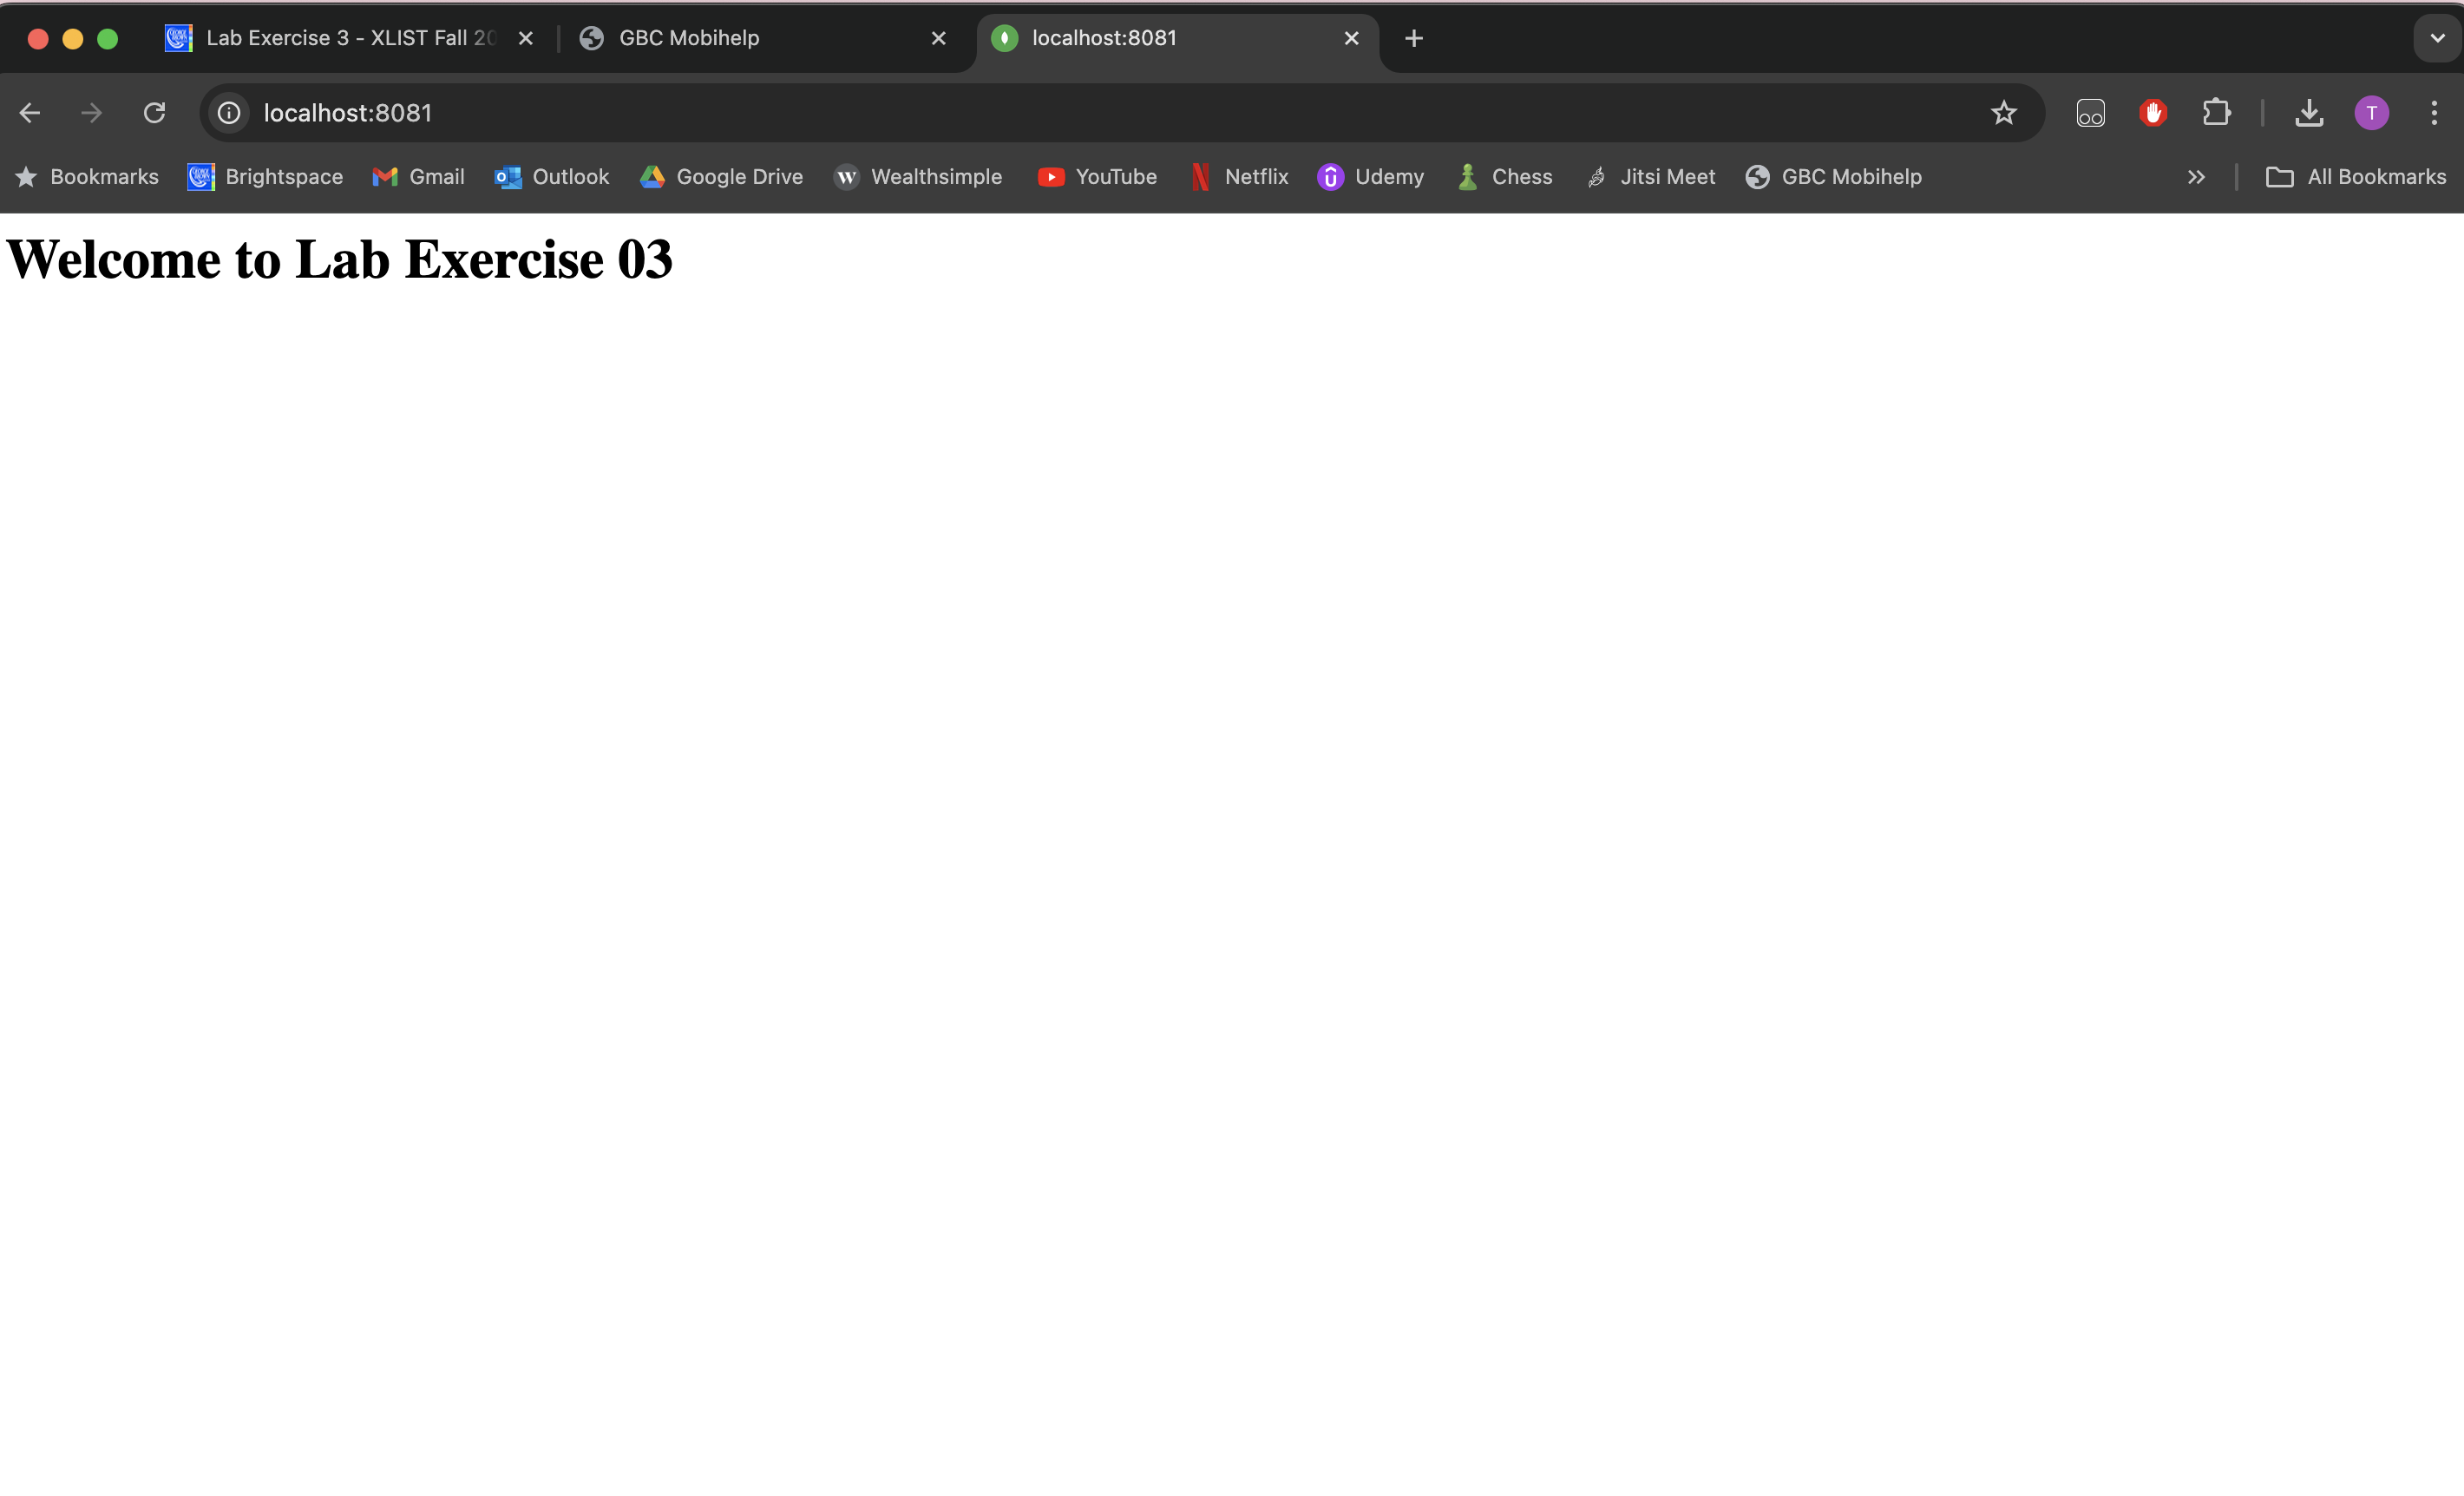 Lab Exercise 3 - XLIST Fall 20
GBC Mobihelp
localhost:8081
localhost:8081
T
Bookmarks
Brightspace
Gmail
Outlook
Google Drive
Wealthsimple
YouTube
Netflix
Udemy
Chess
Jitsi Meet
GBC Mobihelp
All Bookmarks
Welcome to Lab Exercise 03